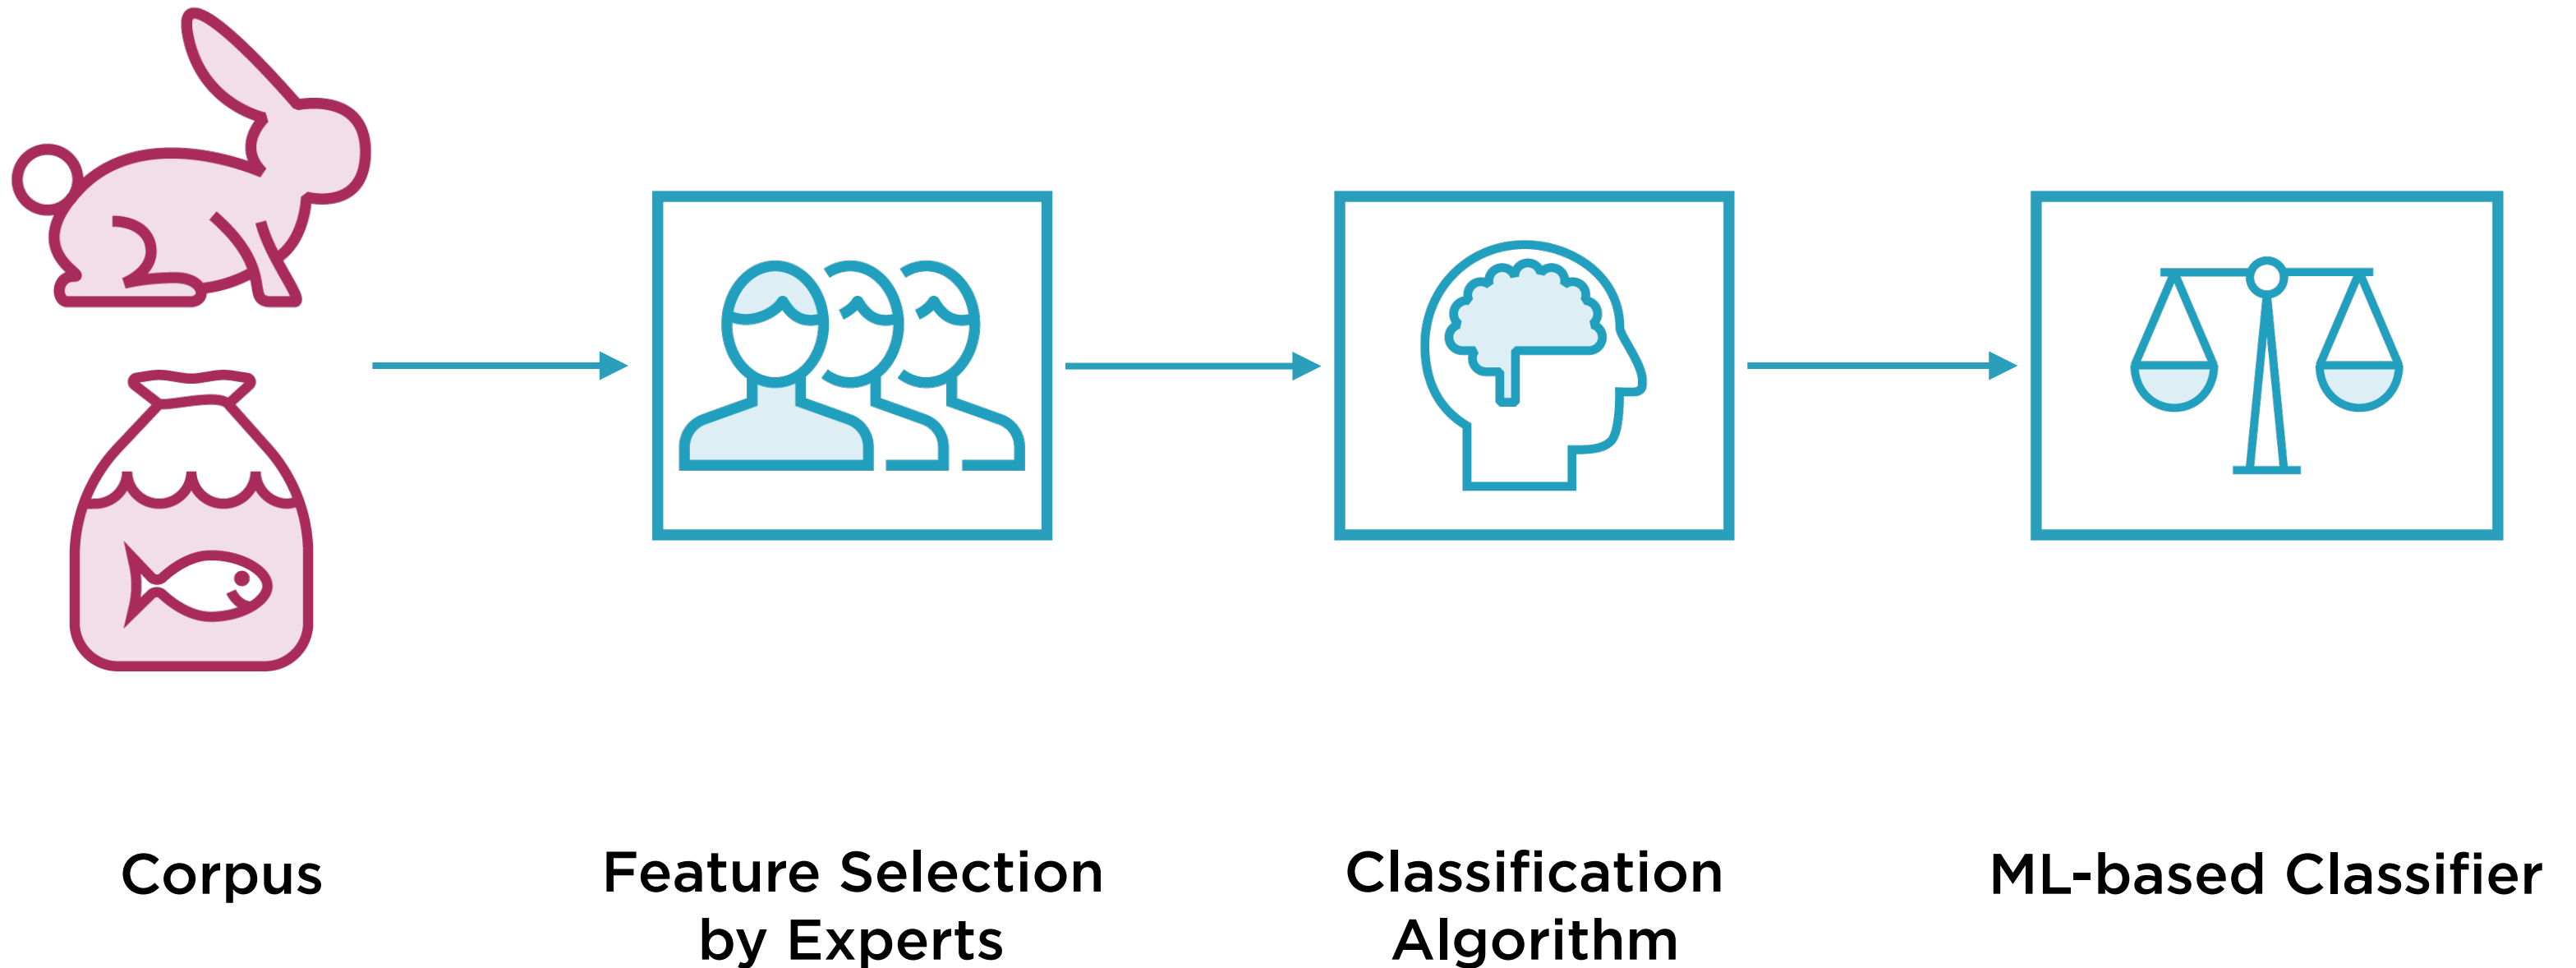 Corpus
Feature Selection
by Experts
Classification
Algorithm
ML-based Classifier